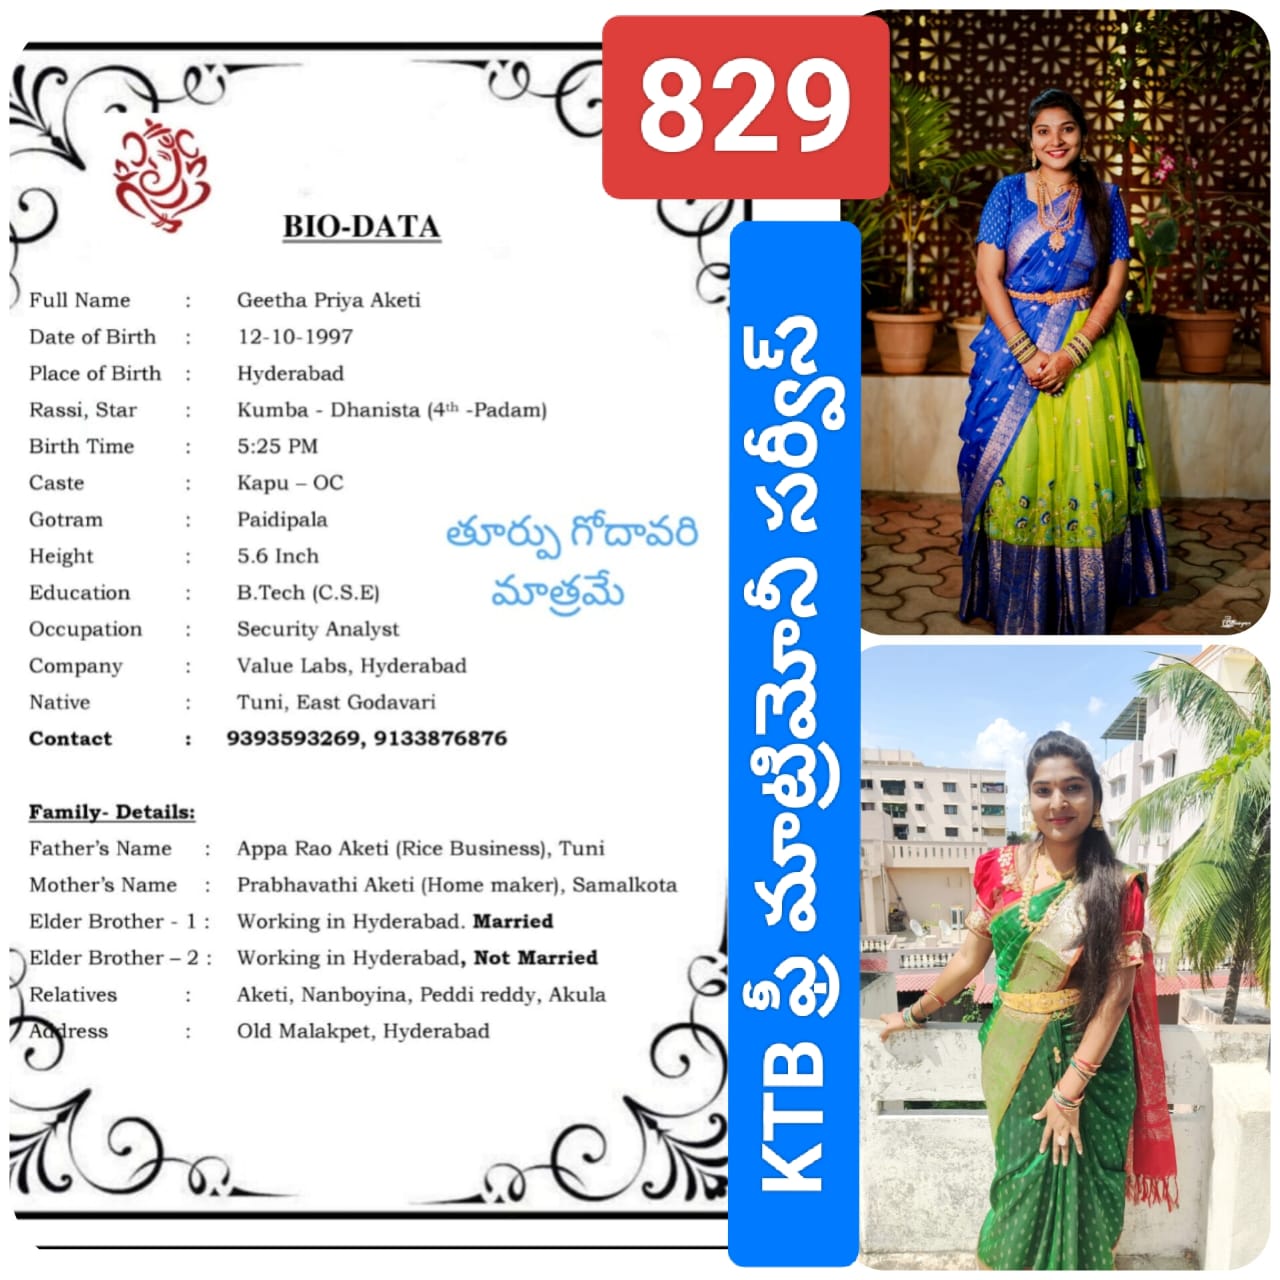 829
BIO-DATA
Full Name : Geetha Priya Aketi
Date of Birth : 12-10-1997
Place of Birth : Hyderabad
Rassi, Star : Kumba - Dhanista (4th -Padam)
Birth Time : 5:25 PM
Caste : Kapu – OC
Gotram : Paidipala
Height : 5.6 Inch
Education : B.Tech (C.S.E)
Occupation : Security Analyst
Company : Value Labs, Hyderabad
Native : Tuni, East Godavari
Contact : 9393593269, 9133876876
తూర్పు గోదావరి
మాత్రమే
Family- Details:
Father's Name : Appa Rao Aketi (Rice Business), Tuni
Mother's Name : Prabhavathi Aketi (Home maker), Samalkota
Elder Brother - 1 : Working in Hyderabad. Married
Elder Brother – 2 : Working in Hyderabad, Not Married
Relatives : Aketi, Nanboyina, Peddi reddy, Akula
Address : Old Malakpet, Hyderabad
KTB ఫ్రీ మాట్రిమోనీ సర్వీస్